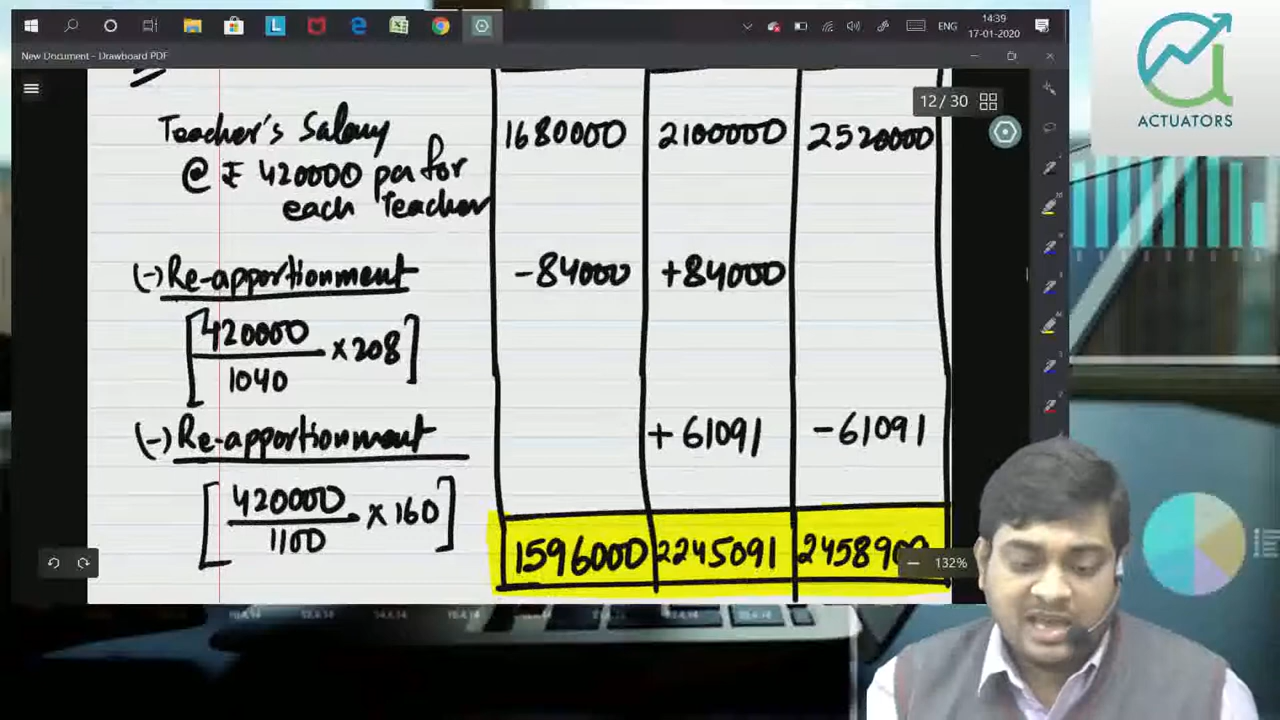 14:39
ENG
17-01-2020
New Document - Drawboard PDF
12 / 30
ACTUATORS
Teacher's Salary 1680000 2100000 2520000
@ ₹ 420000 per for
each Teacher
(-) Re-apportionment -84000 +84000
[420000 / 1040 × 208]
(-) Re-apportionment + 61091 - 61091
[420000 / 1100 × 160]
1596000 2245091
132%